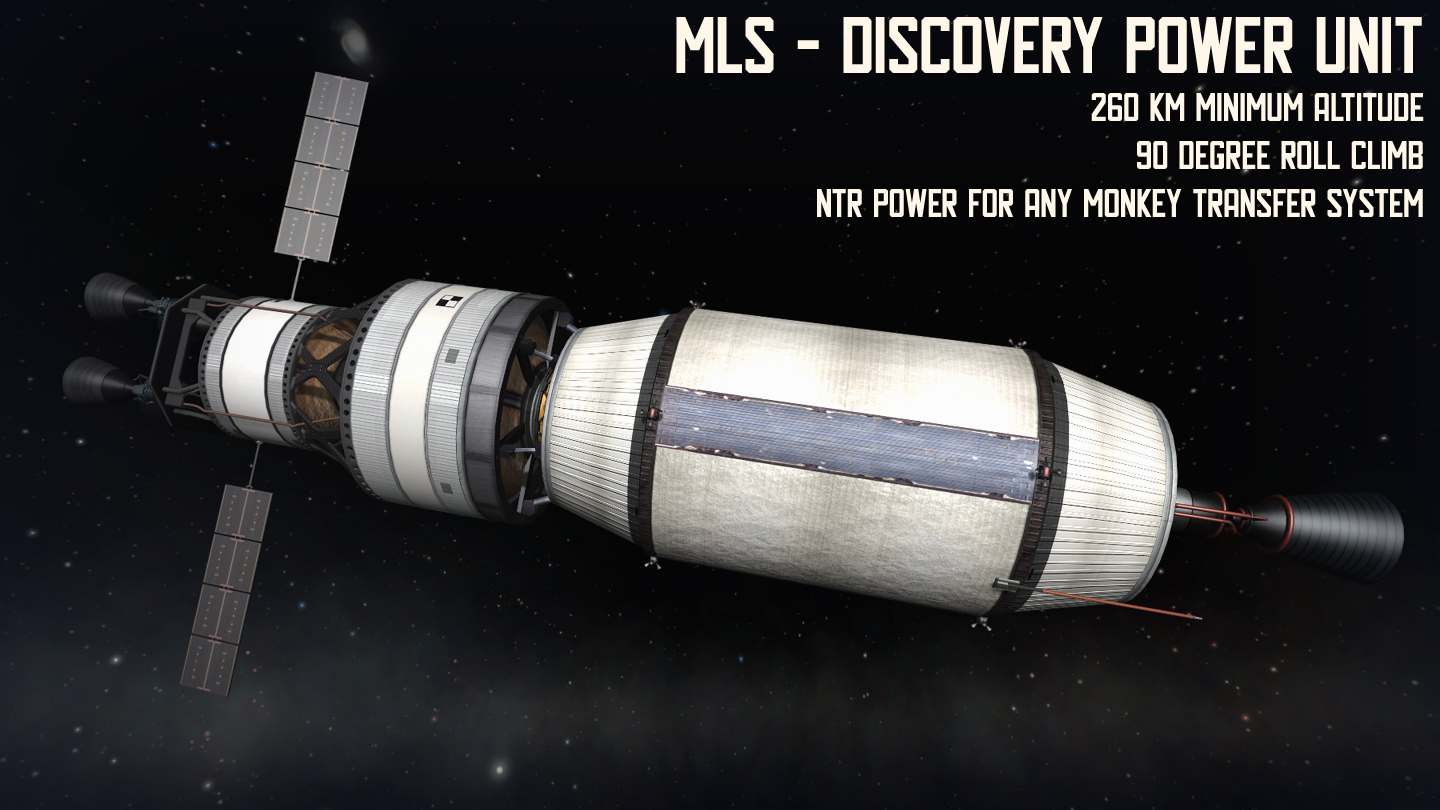 MLS - DISCOVERY POWER UNIT
260 KM MINIMUM ALTITUDE
90 DEGREE ROLL CLIMB
NTR POWER FOR ANY MONKEY TRANSFER SYSTEM